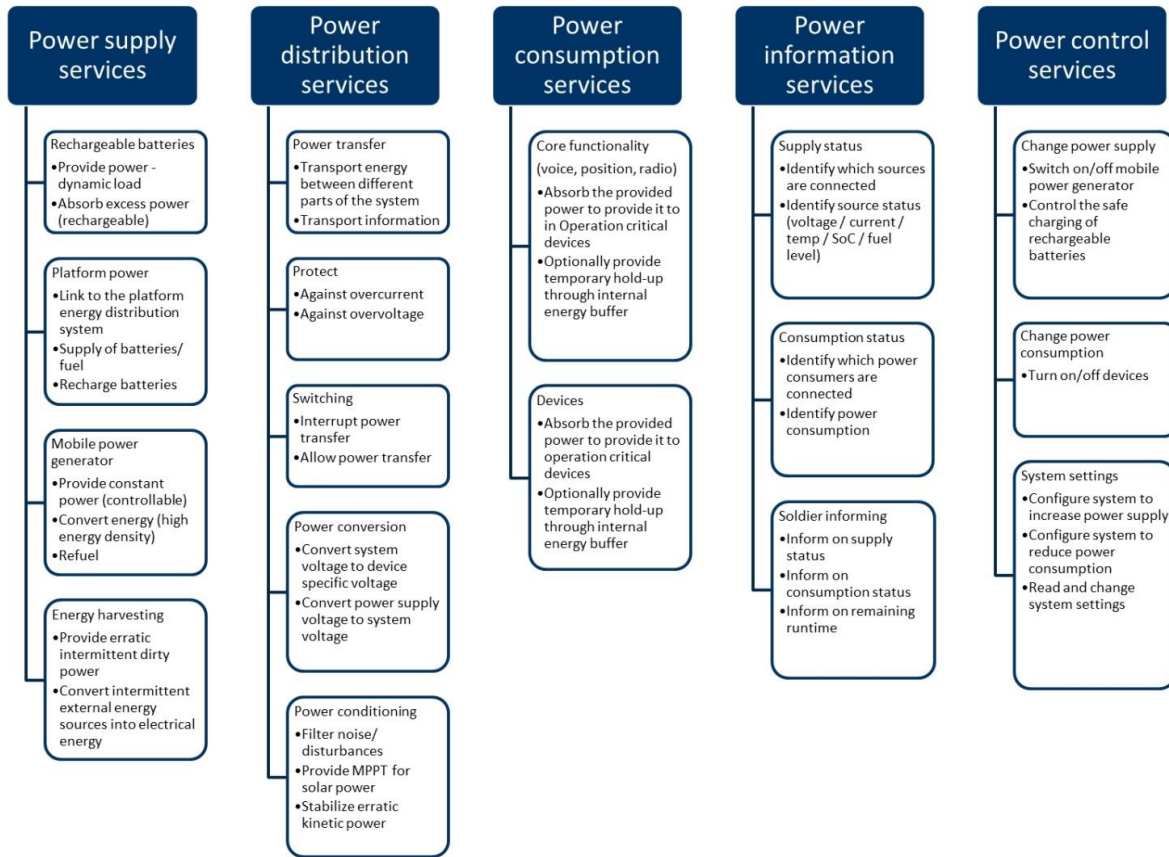 Power supply
services
Rechargeable batteries
•Provide power -
dynamic load
•Absorb excess power
(rechargeable)
Platform power
•Link to the platform
energy distribution
system
•Supply of batteries/
fuel
•Recharge batteries
Mobile power
generator
•Provide constant
power (controllable)
•Convert energy (high
energy density)
•Refuel
Energy harvesting
•Provide erratic
intermittent dirty
power
•Convert intermittent
external energy
sources into electrical
energy
Power
distribution
services
Power transfer
•Transport energy
between different
parts of the system
•Transport information
Protect
•Against overcurrent
•Against overvoltage
Switching
•Interrupt power
transfer
•Allow power transfer
Power conversion
•Convert system
voltage to device
specific voltage
•Convert power supply
voltage to system
voltage
Power conditioning
•Filter noise/
disturbances
•Provide MPPT for
solar power
•Stabilize erratic
kinetic power
Power
consumption
services
Core functionality
(voice, position, radio)
•Absorb the provided
power to provide it to
in Operation critical
devices
•Optionally provide
temporary hold-up
through internal
energy buffer
Devices
•Absorb the provided
power to provide it to
operation critical
devices
•Optionally provide
temporary hold-up
through internal
energy buffer
Power
information
services
Supply status
•Identify which sources
are connected
•Identify source status
(voltage / current /
temp / SoC / fuel
level)
Consumption status
•Identify which power
consumers are
connected
•Identify power
consumption
Soldier informing
•Inform on supply
status
•Inform on
consumption status
•Inform on remaining
runtime
Power control
services
Change power supply
•Switch on/off mobile
power generator
•Control the safe
charging of
rechargeable
batteries
Change power
consumption
•Turn on/off devices
System settings
•Configure system to
increase power supply
•Configure system to
reduce power
consumption
•Read and change
system settings